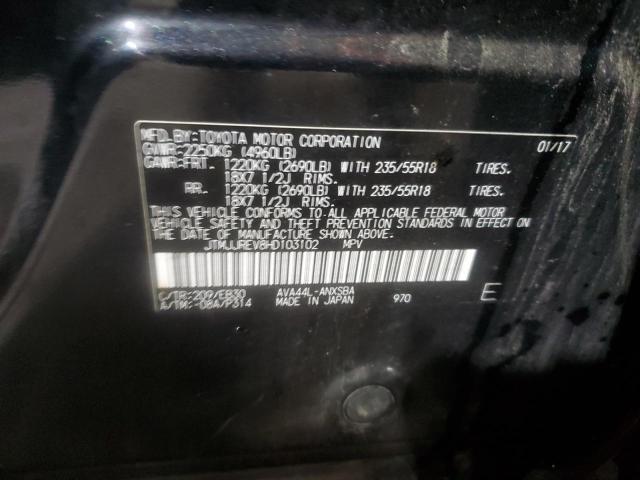 MFD.BY:TOYOTA MOTOR CORPORATION 01/17
GVWR:2250KG (4960LB)
GAWR:FRT. 1220KG (2690LB) WITH 235/55R18 TIRES.
18X7 1/2J RIMS.
RR. 1220KG (2690LB) WITH 235/55R18 TIRES.
18X7 1/2J RIMS.
THIS VEHICLE CONFORMS TO ALL APPLICABLE FEDERAL MOTOR
VEHICLE SAFETY AND THEFT PREVENTION STANDARDS IN EFFECT ON
THE DATE OF MANUFACTURE SHOWN ABOVE.
JTMJJREV8HD103102 MPV
C/TR:209/EB30 AVA44L-ANXSBA
A/TM:-08A/P314 MADE IN JAPAN 970 E